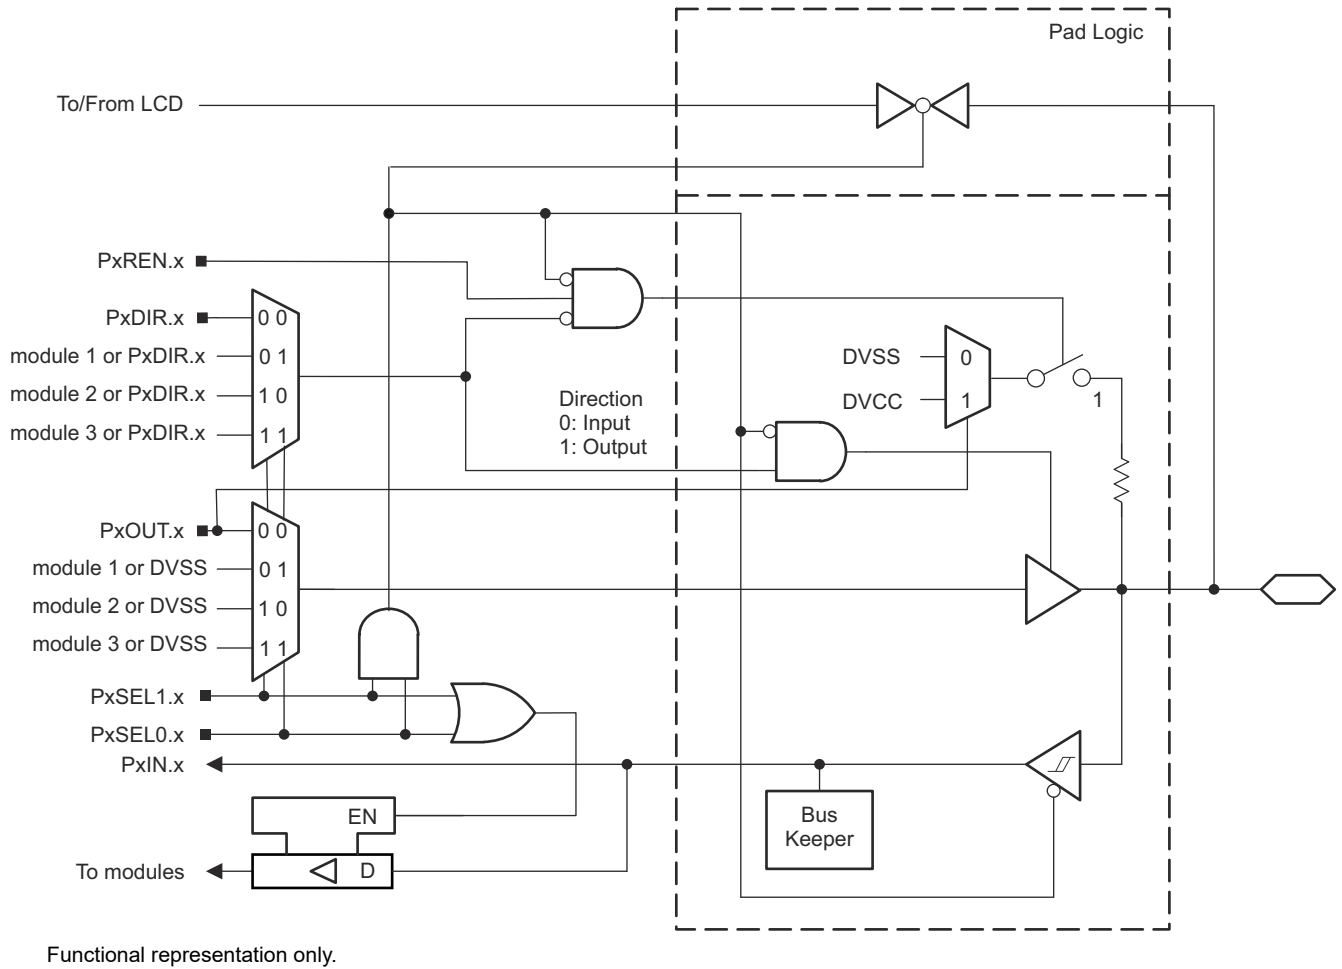 Pad Logic
To/From LCD
PxREN.x
PxDIR.x
0 0
module 1 or PxDIR.x
0 1
module 2 or PxDIR.x
1 0
module 3 or PxDIR.x
1 1
Direction
0: Input
1: Output
DVSS
0
DVCC
1
1
PxOUT.x
0 0
module 1 or DVSS
0 1
module 2 or DVSS
1 0
module 3 or DVSS
1 1
PxSEL1.x
PxSEL0.x
PxIN.x
EN
Bus
Keeper
To modules
D
Functional representation only.